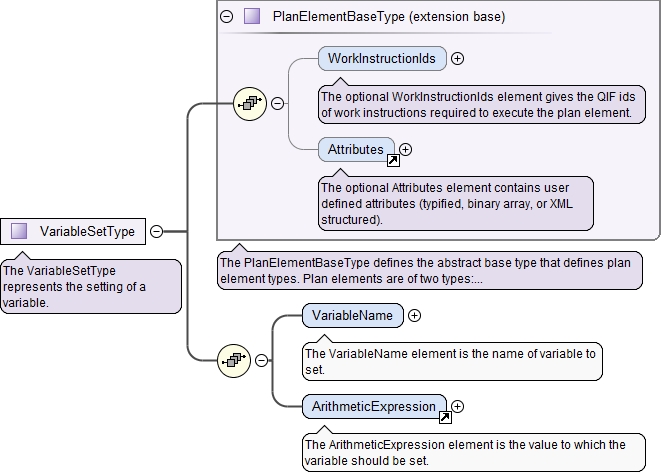 PlanElementBaseType (extension base)
WorkInstructionIds
The optional WorkInstructionIds element gives the QIF ids
of work instructions required to execute the plan element.
Attributes
The optional Attributes element contains user
defined attributes (typified, binary array, or XML
structured).
VariableSetType
The VariableSetType
represents the setting of a
variable.
The PlanElementBaseType defines the abstract base type that defines plan
element types. Plan elements are of two types:...
VariableName
The VariableName element is the name of variable to
set.
ArithmeticExpression
The ArithmeticExpression element is the value to which the
variable should be set.